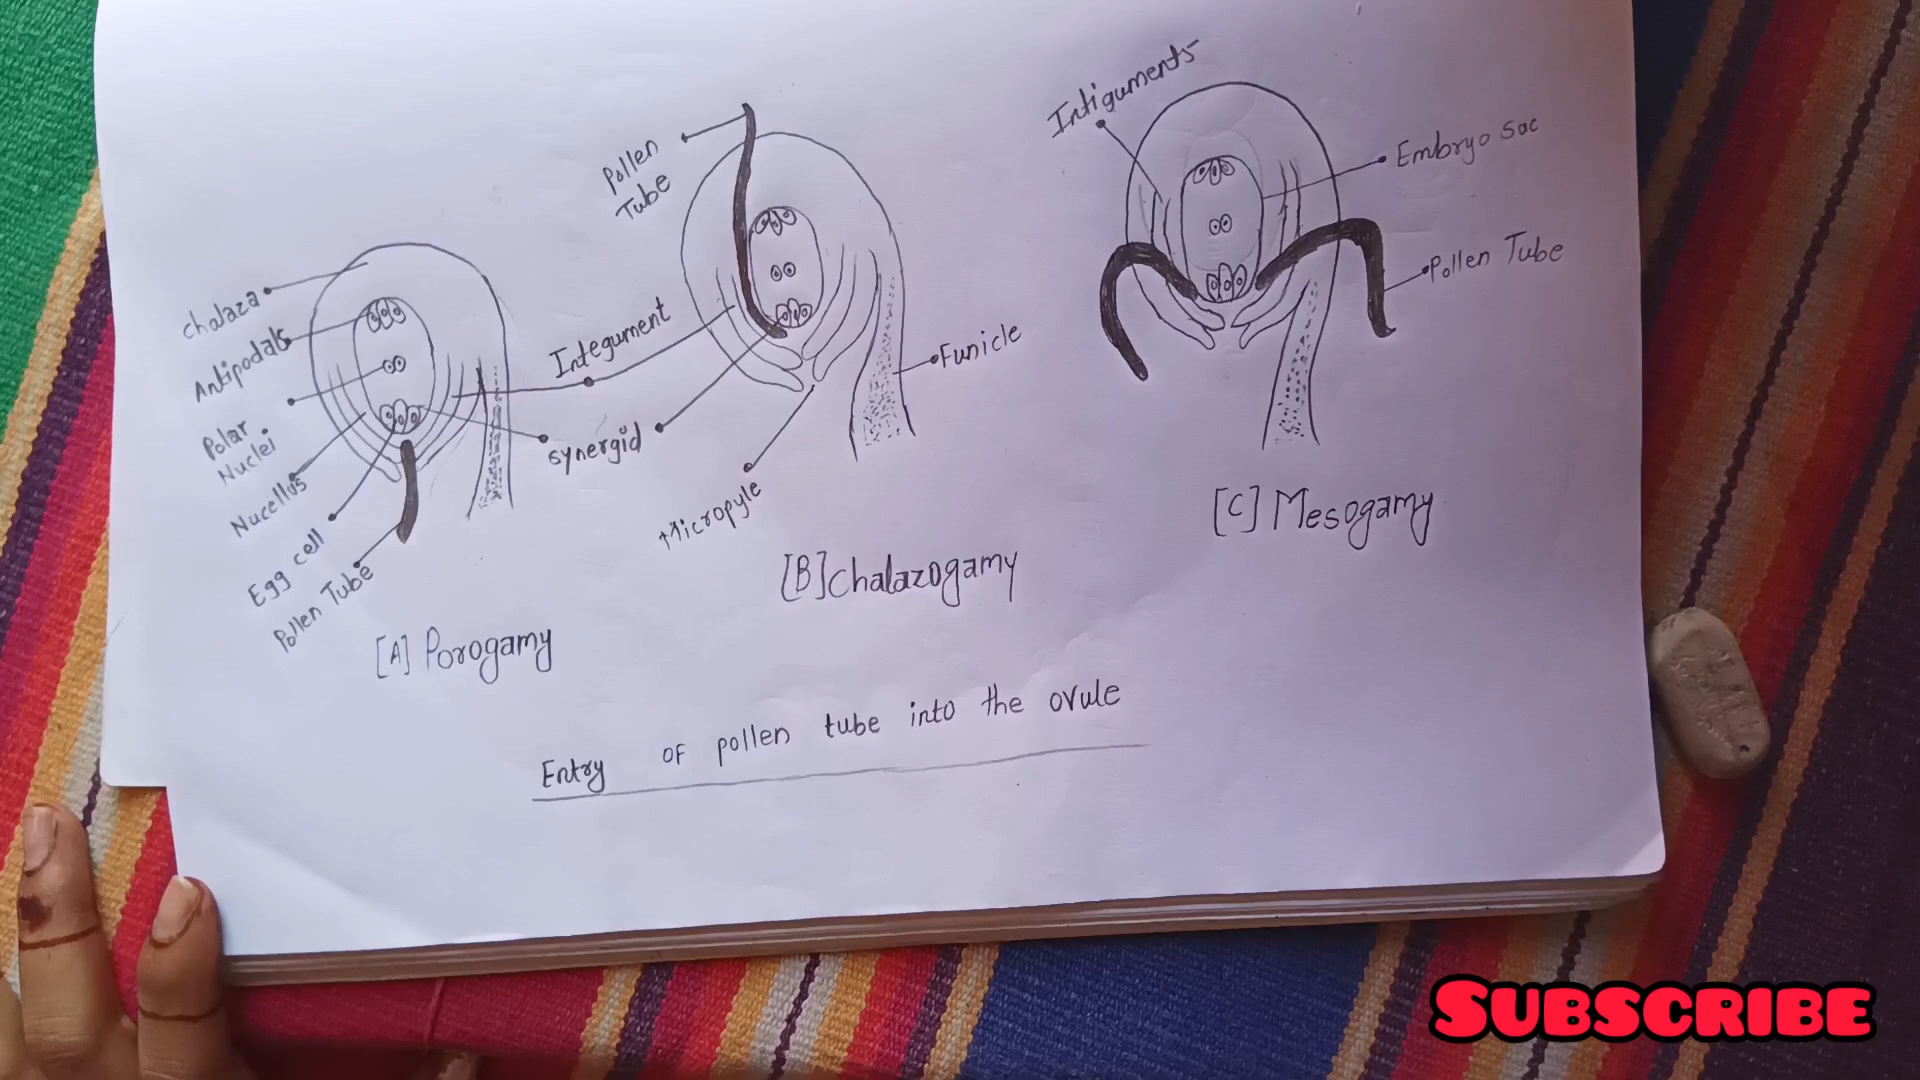 chalaza
Antipodals
Polar
Nuclei
Nucellus
Egg cell
Pollen Tube
[A] Porogamy
Pollen
Tube
Integument
synergid
Micropyle
Funicle
[B] chalazogamy
Intiguments
Embryo sac
Pollen Tube
[C] Mesogamy
Entry OF pollen tube into the ovule
SUBSCRIBE